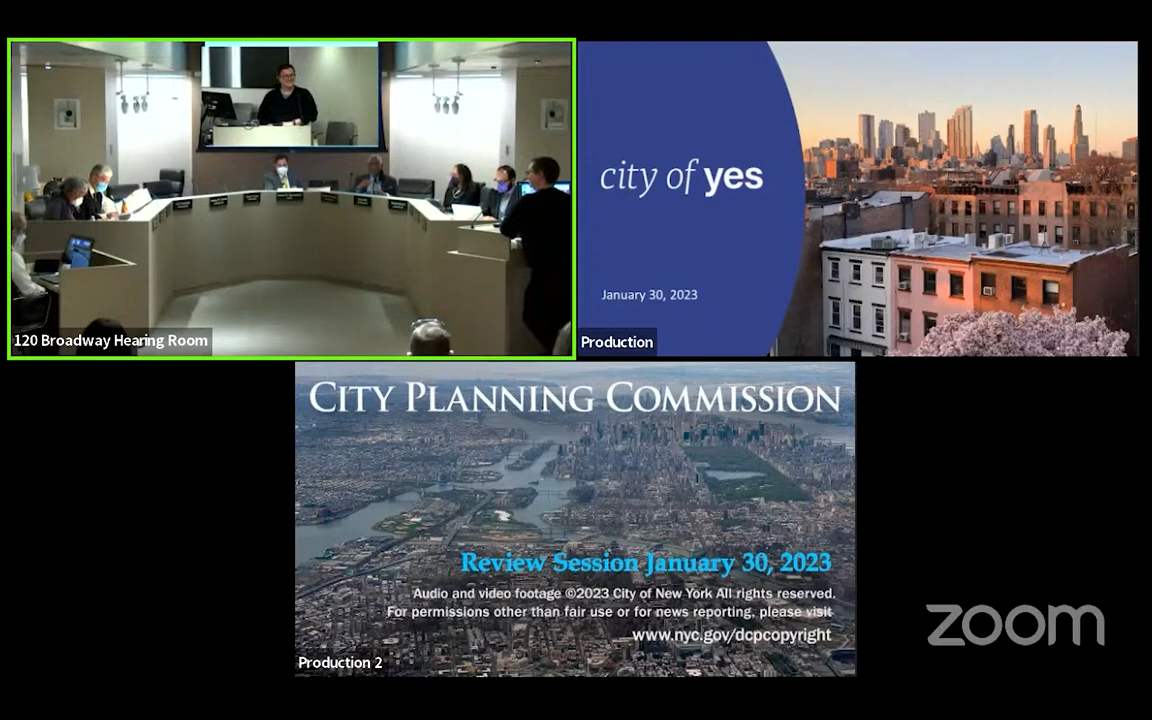 120 Broadway Hearing Room
city of yes
January 30, 2023
Production
CITY PLANNING COMMISSION
Review Session January 30, 2023
Audio and video footage ©2023 City of New York All rights reserved.
For permissions other than fair use or for news reporting, please visit
www.nyc.gov/dcpcopyright
Production 2
zoom